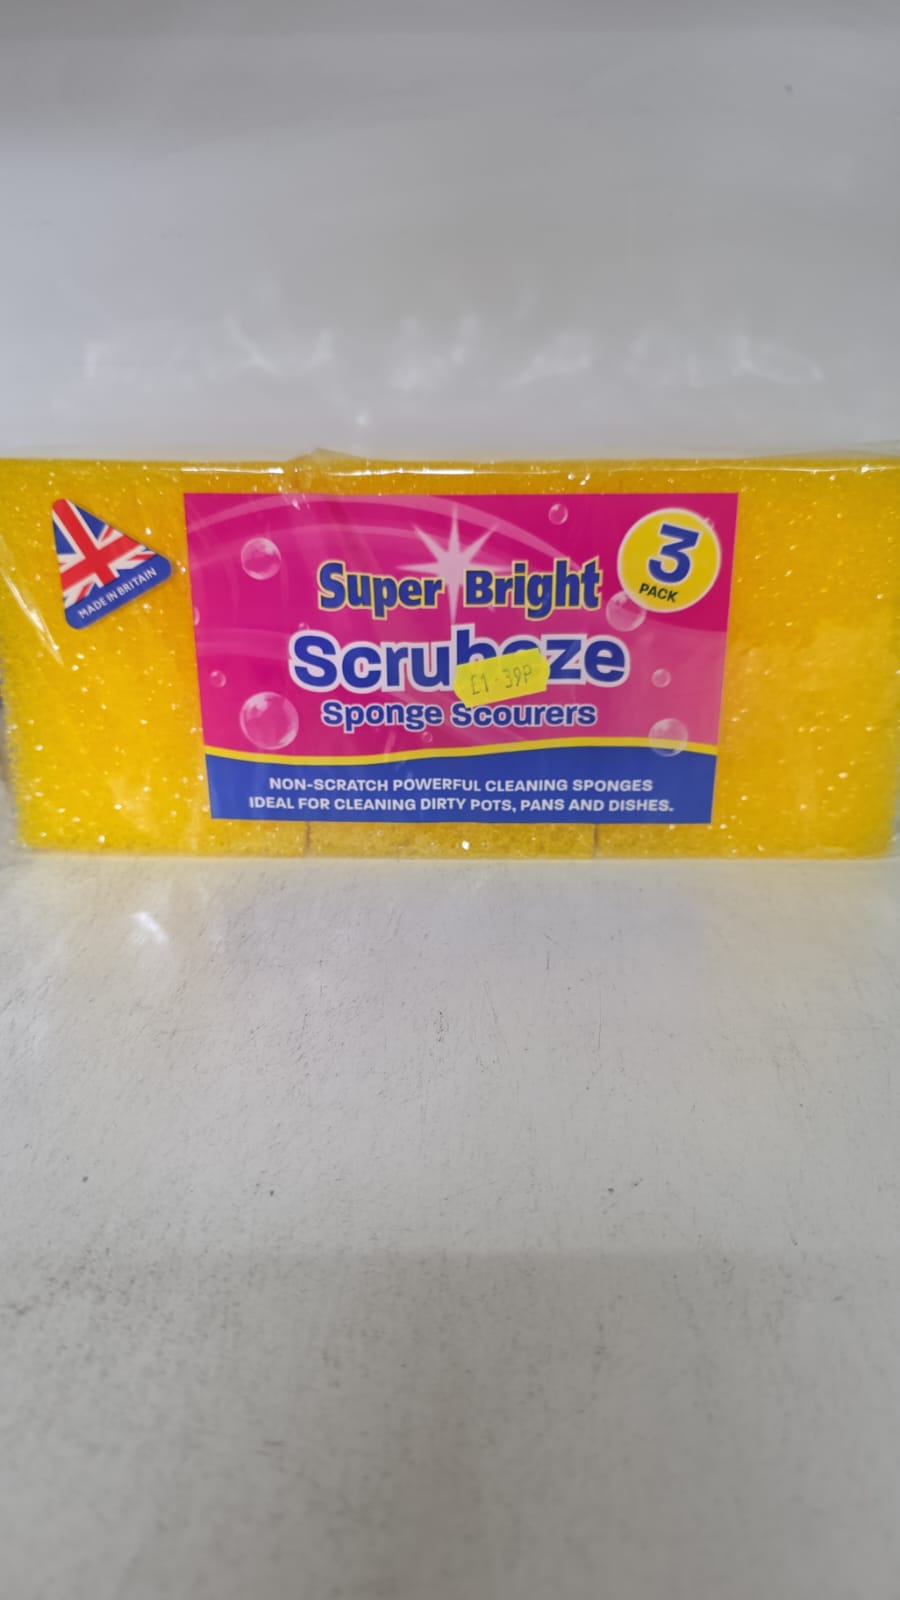 MADE IN BRITAIN
3
PACK
Super Bright
Sponge Scourers
£1·39P
NON-SCRATCH POWERFUL CLEANING SPONGES
IDEAL FOR CLEANING DIRTY POTS, PANS AND DISHES.